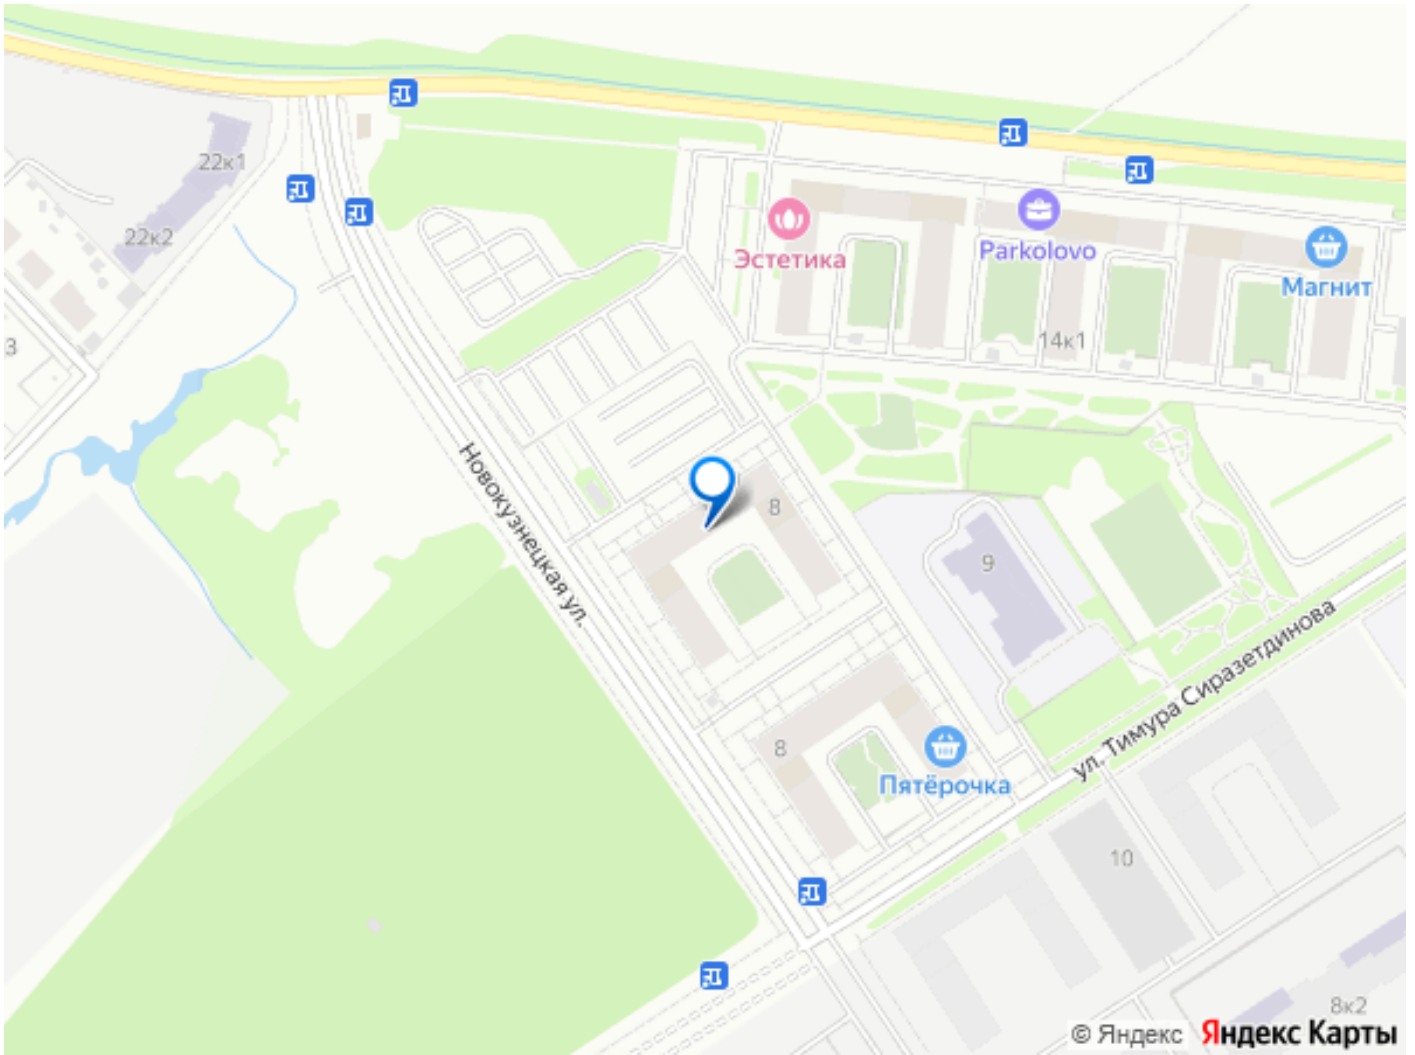 22к1
22к2
Эстетика
Parkolovo
Магнит
3
14к1
Новокузнецкая ул.
8
9
ул. Тимура Сиразетдинова
8
Пятёрочка
10
8к2
© Яндекс Яндекс Карты